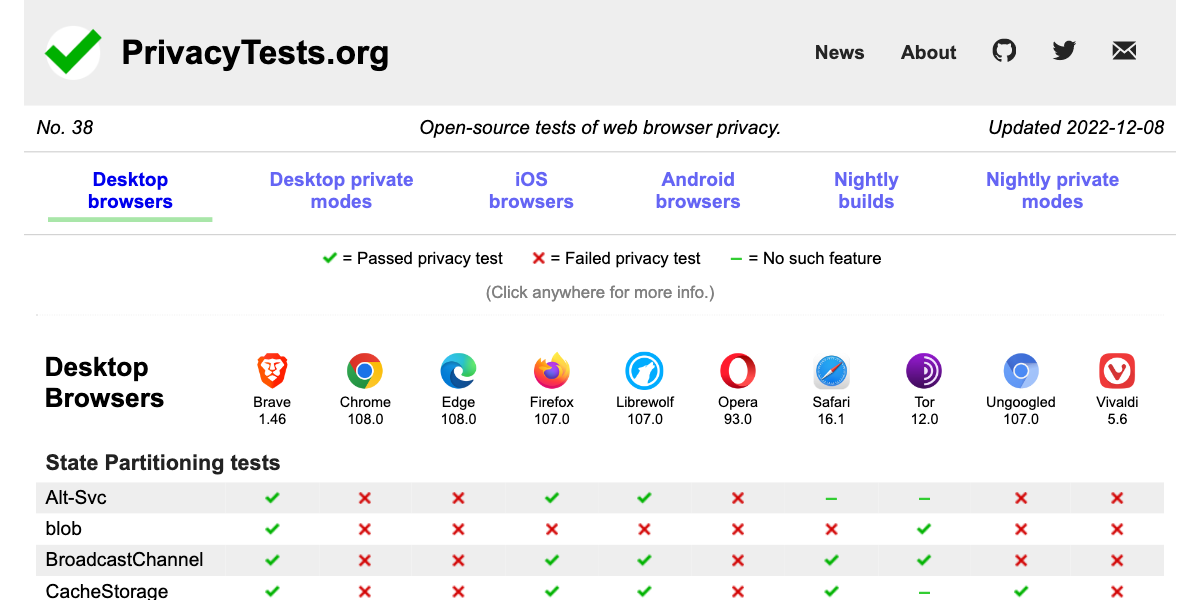 PrivacyTests.org
News About
No. 38 Open-source tests of web browser privacy. Updated 2022-12-08
Desktop Desktop private iOS Android Nightly Nightly private
browsers modes browsers browsers builds modes
= Passed privacy test = Failed privacy test = No such feature
(Click anywhere for more info.)
Desktop
Browsers
Brave Chrome Edge Firefox Librewolf Opera Safari Tor Ungoogled Vivaldi
1.46 108.0 108.0 107.0 107.0 93.0 16.1 12.0 107.0 5.6
State Partitioning tests
Alt-Svc
blob
BroadcastChannel
CacheStorage